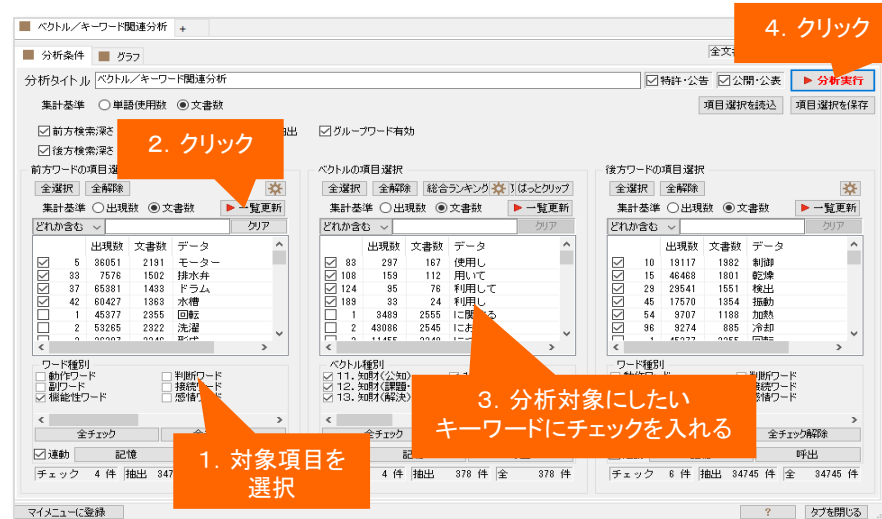 ベクトル／キーワード関連分析 +
4．クリック
分析条件 グラフ
全文
分析タイトル ベクトル／キーワード関連分析 特許・公告 公開・公表 分析実行
集計基準 単語使用数 文書数 項目選択を読込 項目選択を保存
前方検索深さ 出 グループワード有効
後方検索深さ
2．クリック
前方ワードの項目選
全選択 全解除
集計基準 出現数 文書数 一覧更新
どれか含む クリア
出現数 文書数 データ
5 36051 2191 モーター
33 7576 1502 排水弁
37 65381 1433 ドラム
42 60427 1363 水槽
1 45377 2355 回転
2 53265 2322 洗濯
ワード種別
動作ワード 判断ワード
副ワード 接続ワード
機能性ワード 感情ワード
全チェック
連動 記憶
チェック 4 件 抽出 347
1．対象項目を
選択
ベクトルの項目選択
全選択 全解除 総合ランキング ぱっとクリップ
集計基準 出現数 文書数 一覧更新
どれか含む クリア
出現数 文書数 データ
83 297 167 使用し
108 159 112 用いて
124 95 76 利用して
189 33 24 利用し
1 3489 2555 に関する
2 43086 2545 にお
ベクトル種別
11．知財(公知)
12．知財(課題・
13．知財(解決)
全チェック
4 件 抽出 378 件 全 378 件
3．分析対象にしたい
キーワードにチェックを入れる
後方ワードの項目選択
全選択 全解除
集計基準 出現数 文書数 一覧更新
どれか含む クリア
出現数 文書数 データ
10 19117 1982 制御
15 46468 1801 乾燥
29 29541 1551 検出
45 17570 1354 振動
54 9707 1188 加熱
96 9274 885 冷却
ワード種別
判断ワード
接続ワード
感情ワード
全チェック解除
呼出
チェック 6 件 抽出 34745 件 全 34745 件
マイメニューに登録 ? タブを閉じる